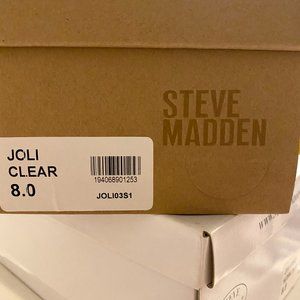 STEVE
MADDEN
JOLI
CLEAR
8.0
194068901253
JOLI03S1